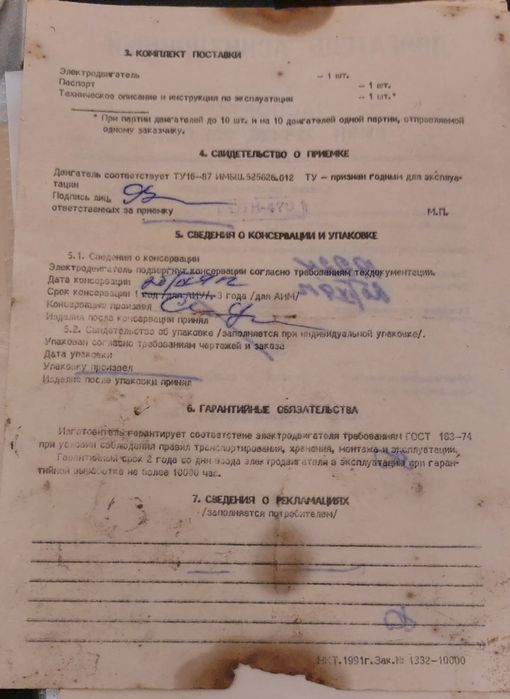 3. КОМПЛЕКТ ПОСТАВКИ
Электродвигатель — 1 шт.
Паспорт — 1 шт.
Техническое описание и инструкция по эксплуатации — 1 шт.*
* При партии двигателей до 10 шт. и на 10 двигателей одной партии, отправляемой
одному заказчику.
4. СВИДЕТЕЛЬСТВО О ПРИЕМКЕ
Двигатель соответствует ТУ16-87 ИМБШ.525626.012 ТУ — признан годным для эксплуа-
тации
Подпись лиц,
ответственных за приемку М.П.
5. СВЕДЕНИЯ О КОНСЕРВАЦИИ И УПАКОВКЕ
5.1. Сведения о консервации
Электродвигатель подвергнут консервации согласно требованиям техдокументации.
Дата консервации
Срок консервации 1 год /для АИУ/, 3 года /для АИМ/
Консервацию произвел
Изделия после консервации принял
5.2. Свидетельство об упаковке /заполняется при индивидуальной упаковке/.
Упакован согласно требованиям чертежей и заказа
Дата упаковки
Упаковку произвел
Изделия после упаковки принял
6. ГАРАНТИЙНЫЕ ОБЯЗАТЕЛЬСТВА
Изготовитель гарантирует соответствие электродвигателя требованиям ГОСТ 183-74
при условии соблюдения правил транспортирования, хранения, монтажа и эксплуатации.
Гарантийный срок 2 года со дня ввода электродвигателя в эксплуатацию при гаран-
тийной наработке не более 10000 час.
7. СВЕДЕНИЯ О РЕКЛАМАЦИЯХ
/заполняется потребителем/
НКТ.1991г.Зак.№ 1332-10000